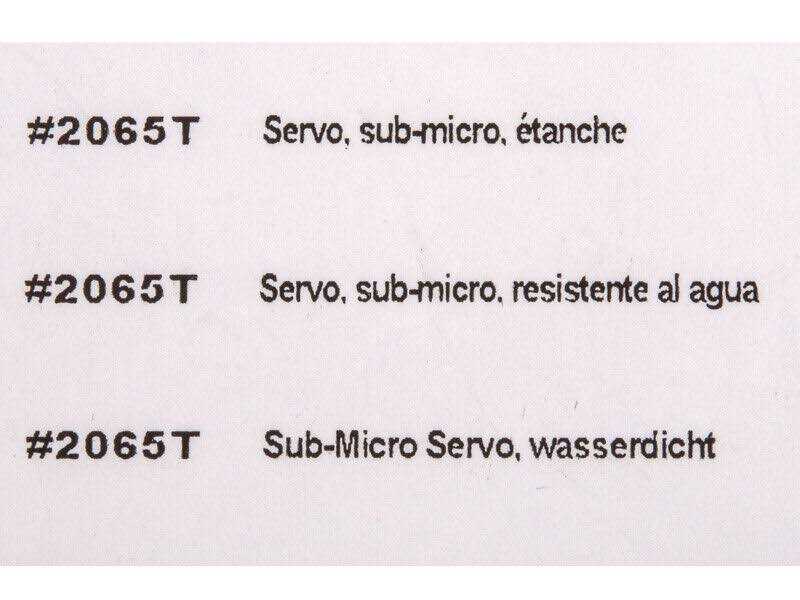 #2065T Servo, sub-micro, étanche
#2065T Servo, sub-micro, resistente al agua
#2065T Sub-Micro Servo, wasserdicht